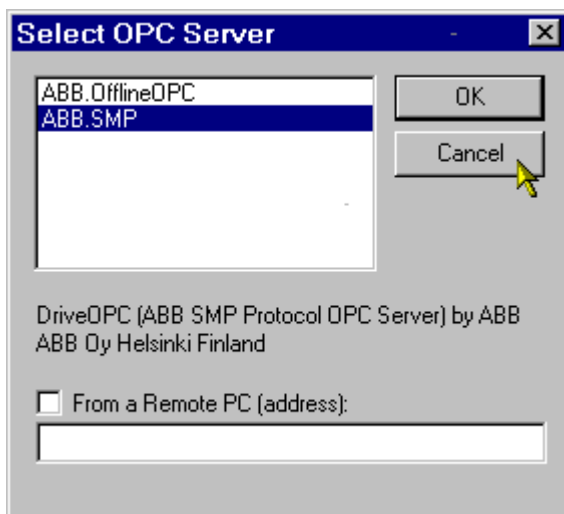 Select OPC Server
ABB.OfflineOPC
ABB.SMP
OK
Cancel
DriveOPC (ABB SMP Protocol OPC Server) by ABB
ABB Oy Helsinki Finland
From a Remote PC (address):